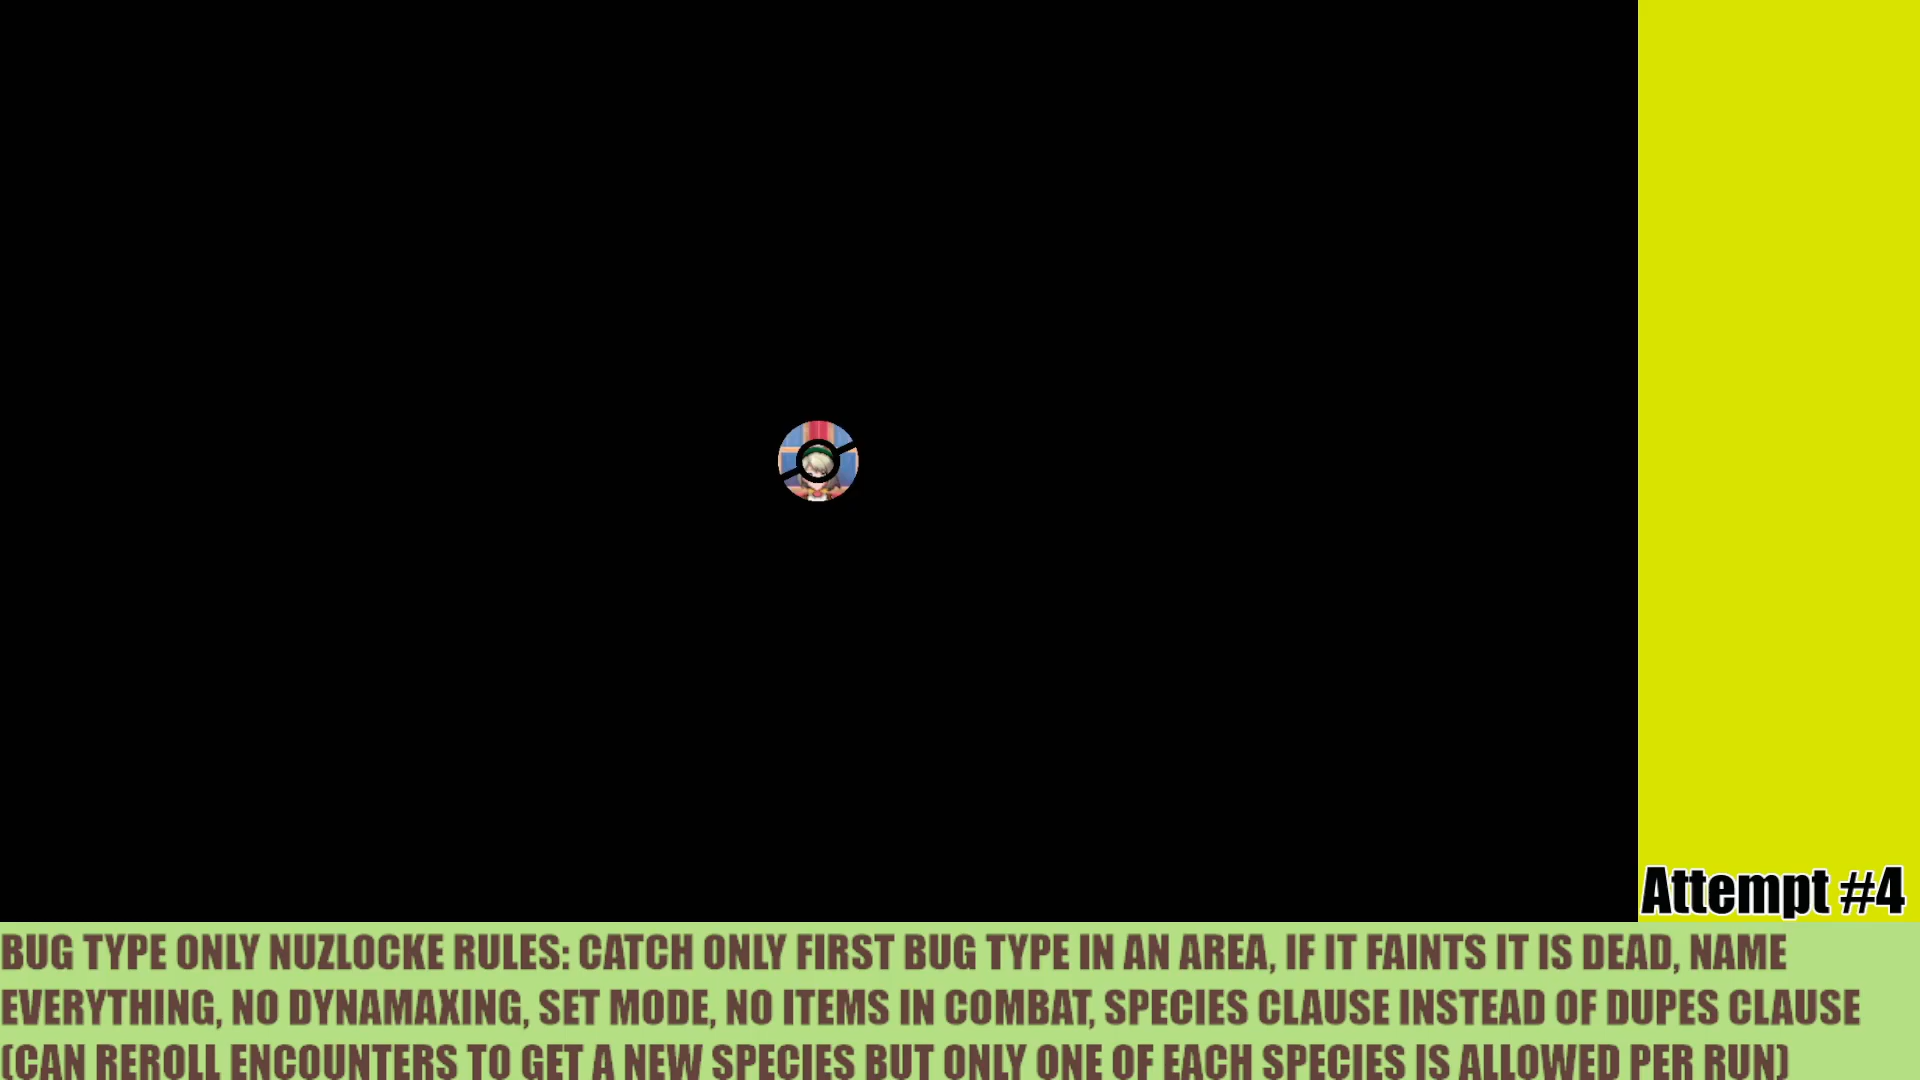 Attempt #4
BUG TYPE ONLY NUZLOCKE RULES: CATCH ONLY FIRST BUG TYPE IN AN AREA, IF IT FAINTS IT IS DEAD, NAME
EVERYTHING, NO DYNAMAXING, SET MODE, NO ITEMS IN COMBAT, SPECIES CLAUSE INSTEAD OF DUPES CLAUSE
(CAN REROLL ENCOUNTERS TO GET A NEW SPECIES BUT ONLY ONE OF EACH SPECIES IS ALLOWED PER RUN)